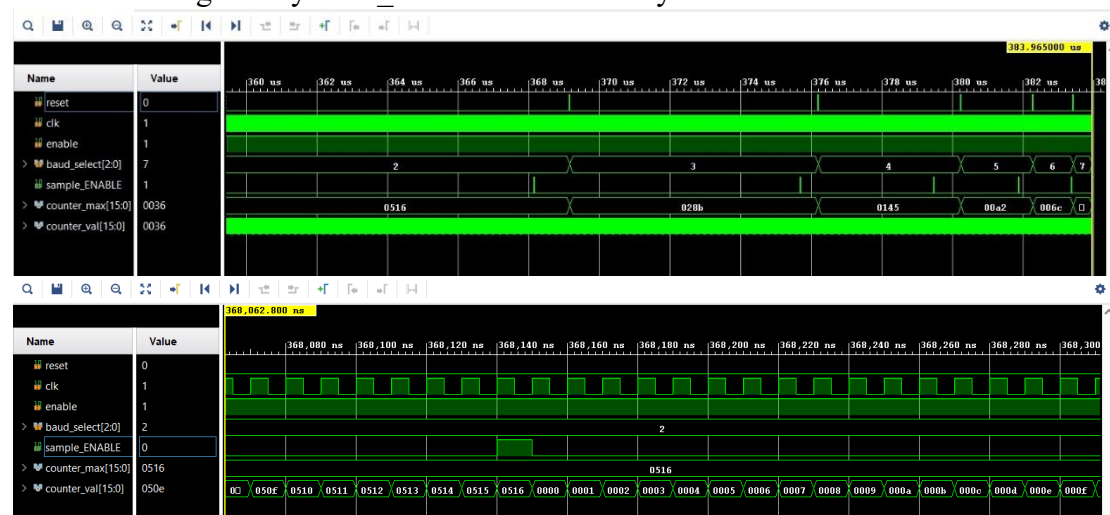 383.965000 us
Name Value 360 us 362 us 364 us 366 us 368 us 370 us 372 us 374 us 376 us 378 us 380 us 382 us 38
reset 0
clk 1
enable 1
baud_select[2:0] 7 2 3 4 5 6 7
sample_ENABLE 1
counter_max[15:0] 0036 0516 028b 0145 00a2 006c
counter_val[15:0] 0036
368,062.800 ns
Name Value 368,080 ns 368,100 ns 368,120 ns 368,140 ns 368,160 ns 368,180 ns 368,200 ns 368,220 ns 368,240 ns 368,260 ns 368,280 ns 368,300
reset 0
clk 1
enable 1
baud_select[2:0] 2 2
sample_ENABLE 0
counter_max[15:0] 0516 0516
counter_val[15:0] 050e 050f 0510 0511 0512 0513 0514 0515 0516 0000 0001 0002 0003 0004 0005 0006 0007 0008 0009 000a 000b 000c 000d 000e 000f